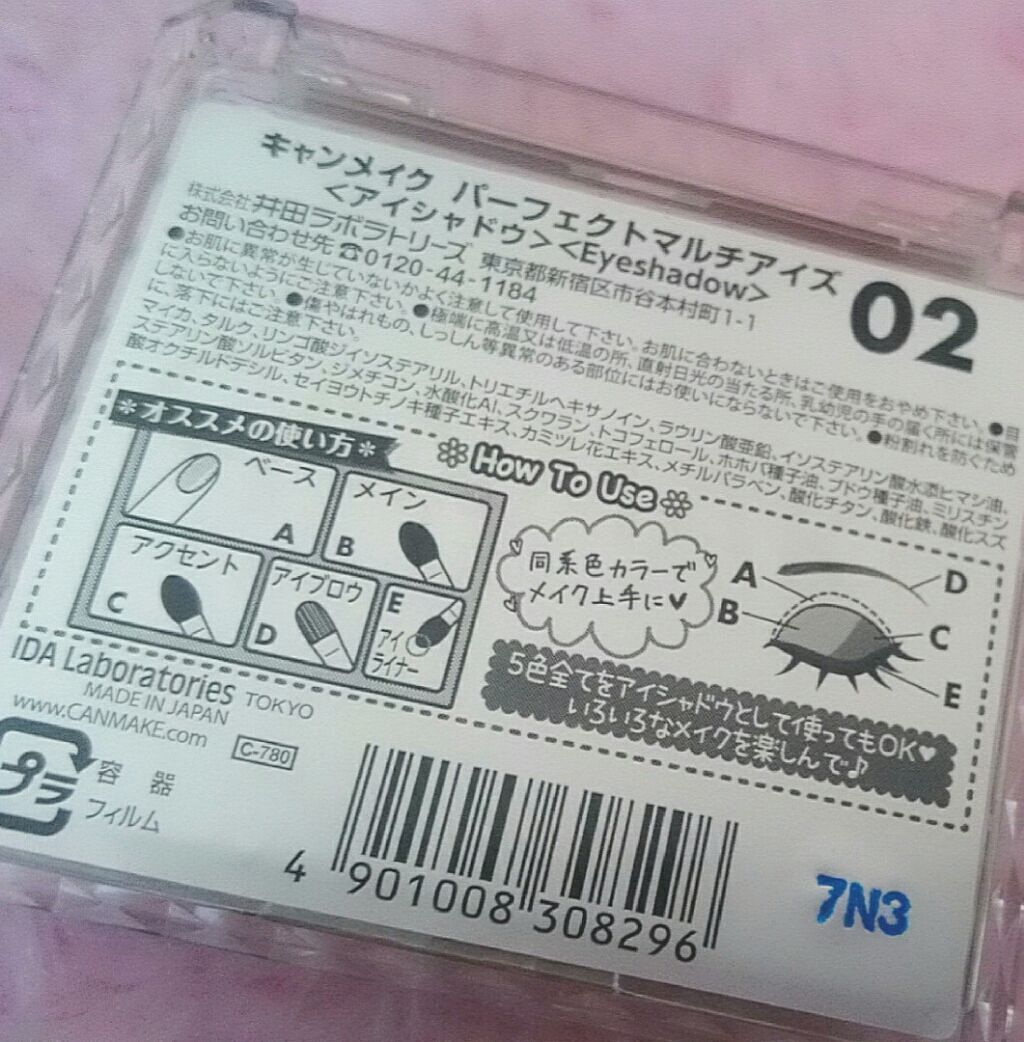 キャンメイク パーフェクトマルチアイズ
<アイシャドウ><Eyeshadow>
02
株式会社 井田ラボラトリーズ 東京都新宿区市谷本村町1-1
お問い合わせ先☎0120-44-1184
●お肌に異常が生じていないかよく注意して使用して下さい。お肌に合わないときはご使用をおやめ下さい。●目
に入らないようにご注意下さい。●極端に高温又は低温の所、直射日光の当たる所、乳幼児の手の届く所には保管
しないで下さい。●傷やはれもの、しっしん等異常のある部位にはお使いにならないで下さい。●粉割れを防ぐため
に、落下にはご注意下さい。
マイカ、タルク、リンゴ酸ジイソステアリル、トリエチルヘキサノイン、ラウリン酸亜鉛、イソステアリン酸水添ヒマシ油、
ステアリン酸ソルビタン、ジメチコン、水酸化Al、スクワラン、トコフェロール、ホホバ種子油、ブドウ種子油、ミリスチン
酸オクチルドデシル、セイヨウトチノキ種子エキス、カミツレ花エキス、メチルパラベン、酸化チタン、酸化鉄、酸化スズ
*オススメの使い方*
How To Use
ベース
A
メイン
B
アクセント
C
アイブロウ
D
E
アイ
ライナー
同系色カラーで
メイク上手に♥
A
B
D
C
E
5色全てをアイシャドウとして使ってもOK♥
いろいろなメイクを楽しんで♪
IDA Laboratories TOKYO
MADE IN JAPAN
www.CANMAKE.com
C-780
プラ
容器
フィルム
4 901008 308296
7N3